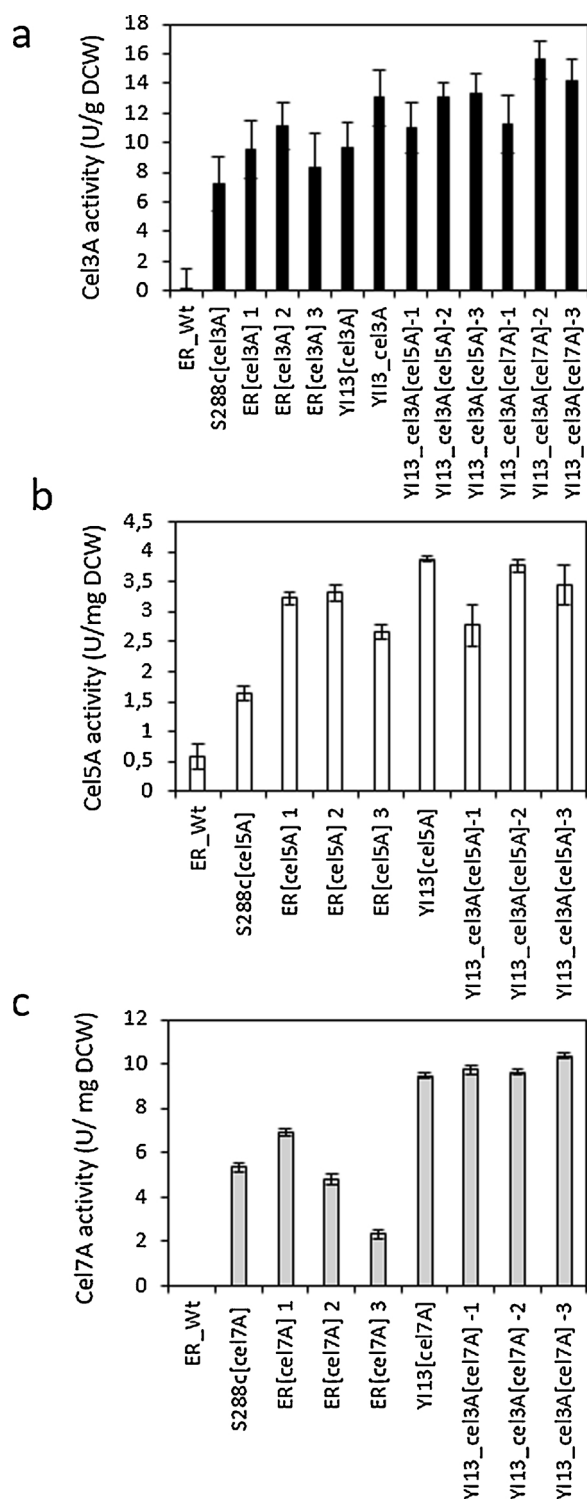 a
Cel3A activity (U/g DCW)
18
16
14
12
10
8
6
4
2
0
ER_Wt
S288c[cel3A]
ER[cel3A] 1
ER[cel3A] 2
ER[cel3A] 3
YI13[cel3A]
YII3_cel3A
YI13_cel3A[cel5A]-1
YI13_cel3A(cel5A]-2
YI13_cel3A[cel5A]-3
YI13_cel3A[cel7A]-1
YI13_cel3A[cel7A]-2
YI13_cel3A[cel7A]-3
b
Cel5A activity (U/mg DCW)
4,5
4
3,5
3
2,5
2
1,5
1
0,5
0
ER_Wt
S288c[cel5A]
ER[cel5A] 1
ER[cel5A] 2
ER[cel5A] 3
YI13[cel5A]
YI13_cel3A[cel5A]-1
YI13_cel3A[cel5A]-2
YI13_cel3A[cel5A]-3
c
Cel7A activity (U/ mg DCW)
12
10
8
6
4
2
0
ER_Wt
S288c[cel7A]
ER[cel7A] 1
ER[cel7A] 2
ER[cel7A] 3
YI13[cel7A]
YI13_cel3A[cel7A] -1
YI13_cel3A[cel7A] -2
YI13_cel3A[cel7A] -3